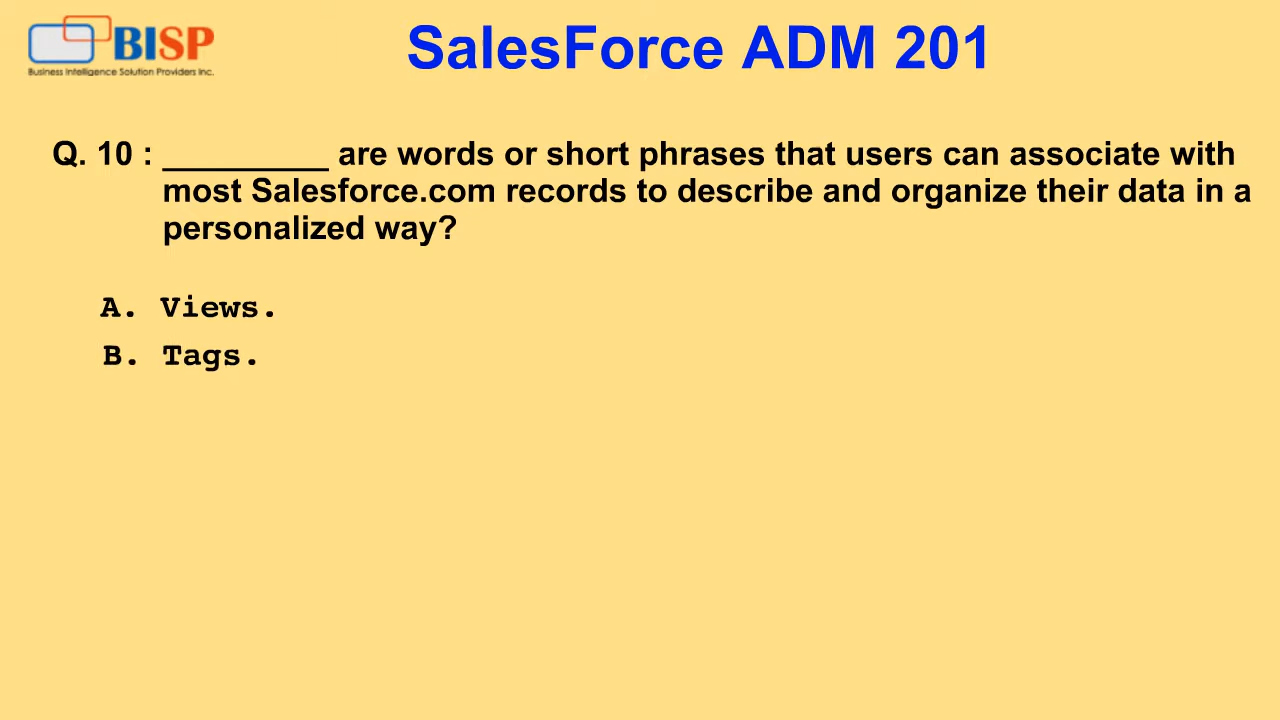 BISP
Business Intelligence Solution Providers Inc.
SalesForce ADM 201
Q. 10 : _________ are words or short phrases that users can associate with
most Salesforce.com records to describe and organize their data in a
personalized way?
A. Views.
B. Tags.